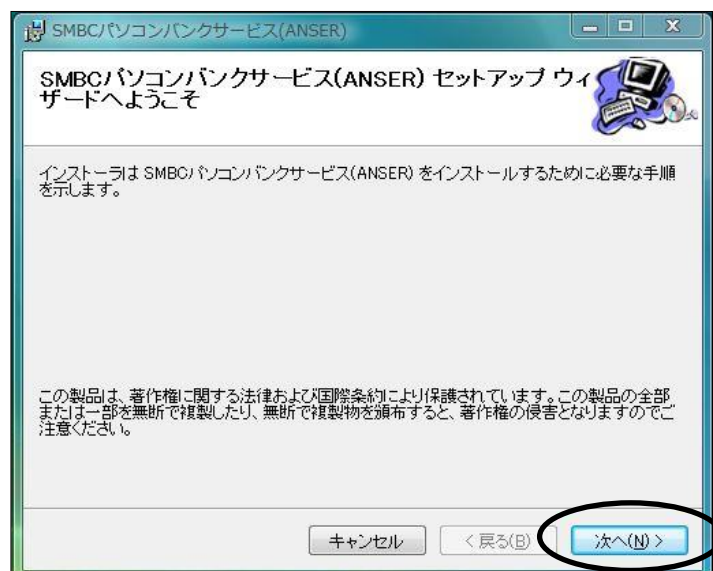 SMBCパソコンバンクサービス(ANSER)
SMBCパソコンバンクサービス(ANSER) セットアップ ウィ
ザードへようこそ
インストーラは SMBCパソコンバンクサービス(ANSER) をインストールするために必要な手順
を示します。
この製品は、著作権に関する法律および国際条約により保護されています。この製品の全部
または一部を無断で複製したり、無断で複製物を頒布すると、著作権の侵害となりますのでご
注意ください。
キャンセル
< 戻る(B)
次へ(N) >